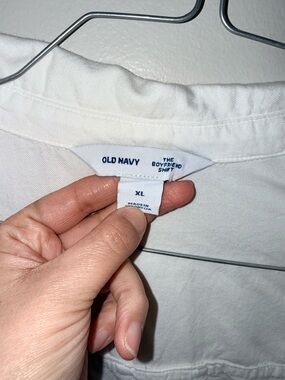 OLD NAVY
THE
BOYFRIEND
SHIRT
XL
MADE IN